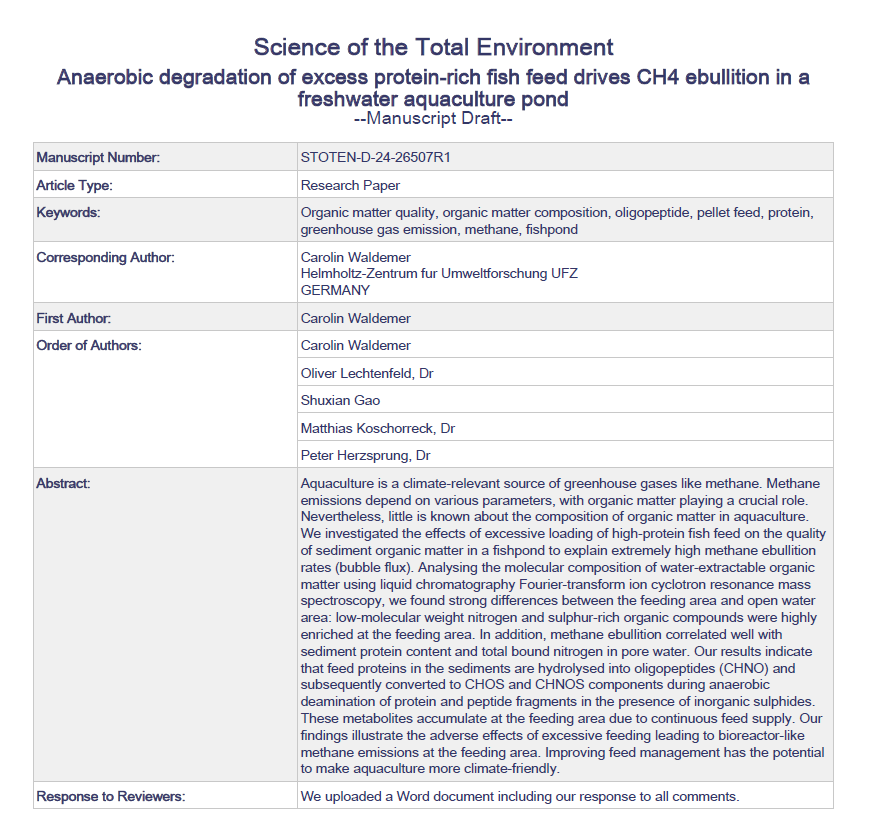 Science of the Total Environment
Anaerobic degradation of excess protein-rich fish feed drives CH4 ebullition in a
freshwater aquaculture pond
--Manuscript Draft--
Manuscript Number: STOTEN-D-24-26507R1
Article Type: Research Paper
Keywords: Organic matter quality, organic matter composition, oligopeptide, pellet feed, protein,
greenhouse gas emission, methane, fishpond
Corresponding Author: Carolin Waldemer
Helmholtz-Zentrum fur Umweltforschung UFZ
GERMANY
First Author: Carolin Waldemer
Order of Authors: Carolin Waldemer
Oliver Lechtenfeld, Dr
Shuxian Gao
Matthias Koschorreck, Dr
Peter Herzsprung, Dr
Abstract: Aquaculture is a climate-relevant source of greenhouse gases like methane. Methane
emissions depend on various parameters, with organic matter playing a crucial role.
Nevertheless, little is known about the composition of organic matter in aquaculture.
We investigated the effects of excessive loading of high-protein fish feed on the quality
of sediment organic matter in a fishpond to explain extremely high methane ebullition
rates (bubble flux). Analysing the molecular composition of water-extractable organic
matter using liquid chromatography Fourier-transform ion cyclotron resonance mass
spectroscopy, we found strong differences between the feeding area and open water
area: low-molecular weight nitrogen and sulphur-rich organic compounds were highly
enriched at the feeding area. In addition, methane ebullition correlated well with
sediment protein content and total bound nitrogen in pore water. Our results indicate
that feed proteins in the sediments are hydrolysed into oligopeptides (CHNO) and
subsequently converted to CHOS and CHNOS components during anaerobic
deamination of protein and peptide fragments in the presence of inorganic sulphides.
These metabolites accumulate at the feeding area due to continuous feed supply. Our
findings illustrate the adverse effects of excessive feeding leading to bioreactor-like
methane emissions at the feeding area. Improving feed management has the potential
to make aquaculture more climate-friendly.
Response to Reviewers: We uploaded a Word document including our response to all comments.